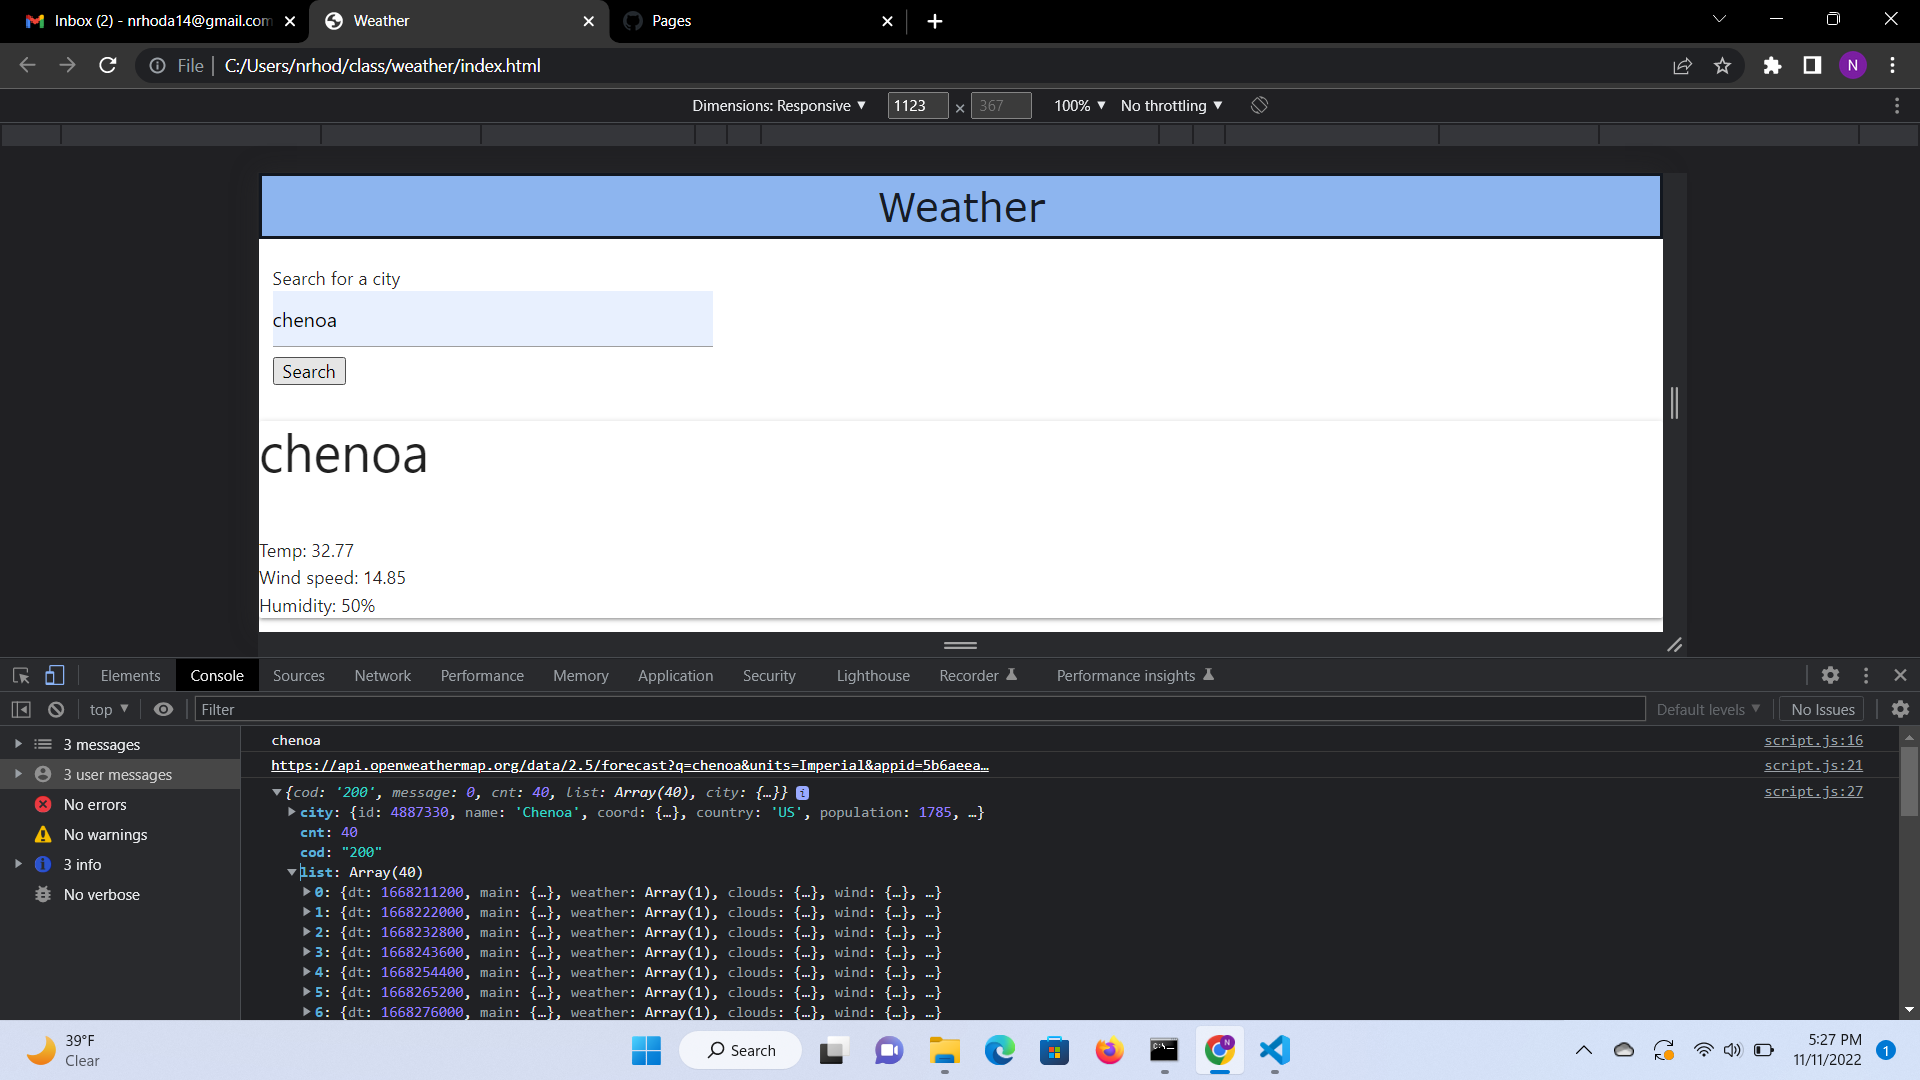 Inbox (2) - nrhoda14@gmail.com
Weather
Pages
File
C:/Users/nrhod/class/weather/index.html
N
Dimensions: Responsive
1123
×
367
100%
No throttling
Weather
Search for a city
chenoa
Search
chenoa
Temp: 32.77
Wind speed: 14.85
Humidity: 50%
Elements
Console
Sources
Network
Performance
Memory
Application
Security
Lighthouse
Recorder
Performance insights
top
Filter
Default levels
No Issues
3 messages
3 user messages
No errors
No warnings
3 info
No verbose
chenoa script.js:16
https://api.openweathermap.org/data/2.5/forecast?q=chenoa&units=Imperial&appid=5b6aeea… script.js:21
{cod: '200', message: 0, cnt: 40, list: Array(40), city: {…}} script.js:27
city: {id: 4887330, name: 'Chenoa', coord: {…}, country: 'US', population: 1785, …}
cnt: 40
cod: "200"
list: Array(40)
0: {dt: 1668211200, main: {…}, weather: Array(1), clouds: {…}, wind: {…}, …}
1: {dt: 1668222000, main: {…}, weather: Array(1), clouds: {…}, wind: {…}, …}
2: {dt: 1668232800, main: {…}, weather: Array(1), clouds: {…}, wind: {…}, …}
3: {dt: 1668243600, main: {…}, weather: Array(1), clouds: {…}, wind: {…}, …}
4: {dt: 1668254400, main: {…}, weather: Array(1), clouds: {…}, wind: {…}, …}
5: {dt: 1668265200, main: {…}, weather: Array(1), clouds: {…}, wind: {…}, …}
6: {dt: 1668276000, main: {…}, weather: Array(1), clouds: {…}, wind: {…}, …}
39°F
Clear
Search
5:27 PM
11/11/2022
1